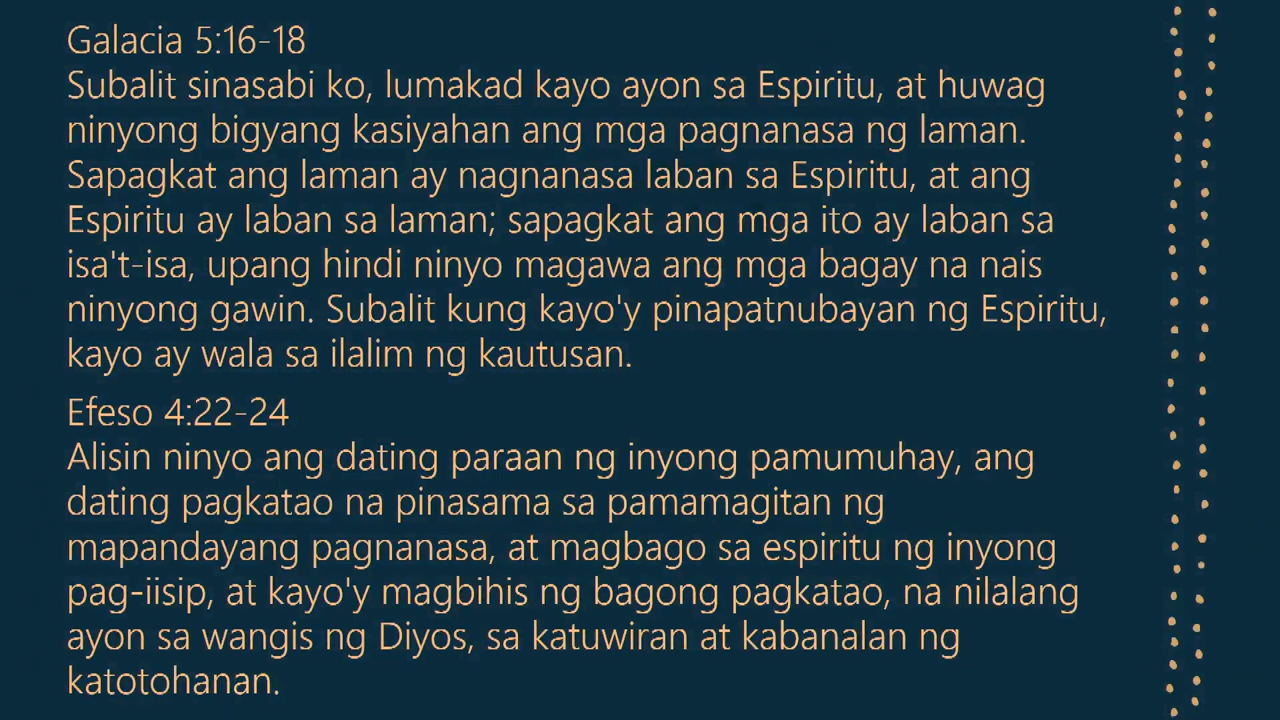 Galacia 5:16-18
Subalit sinasabi ko, lumakad kayo ayon sa Espiritu, at huwag
ninyong bigyang kasiyahan ang mga pagnanasa ng laman.
Sapagkat ang laman ay nagnanasa laban sa Espiritu, at ang
Espiritu ay laban sa laman; sapagkat ang mga ito ay laban sa
isa't-isa, upang hindi ninyo magawa ang mga bagay na nais
ninyong gawin. Subalit kung kayo'y pinapatnubayan ng Espiritu,
kayo ay wala sa ilalim ng kautusan.
Efeso 4:22-24
Alisin ninyo ang dating paraan ng inyong pamumuhay, ang
dating pagkatao na pinasama sa pamamagitan ng
mapandayang pagnanasa, at magbago sa espiritu ng inyong
pag-iisip, at kayo'y magbihis ng bagong pagkatao, na nilalang
ayon sa wangis ng Diyos, sa katuwiran at kabanalan ng
katotohanan.